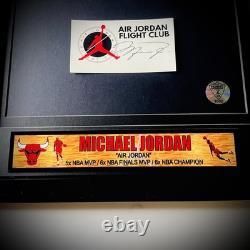 AIR JORDAN
FLIGHT CLUB
MICHAEL JORDAN
"AIR JORDAN"
5x NBA MVP / 6x NBA FINALS MVP / 6x NBA CHAMPION